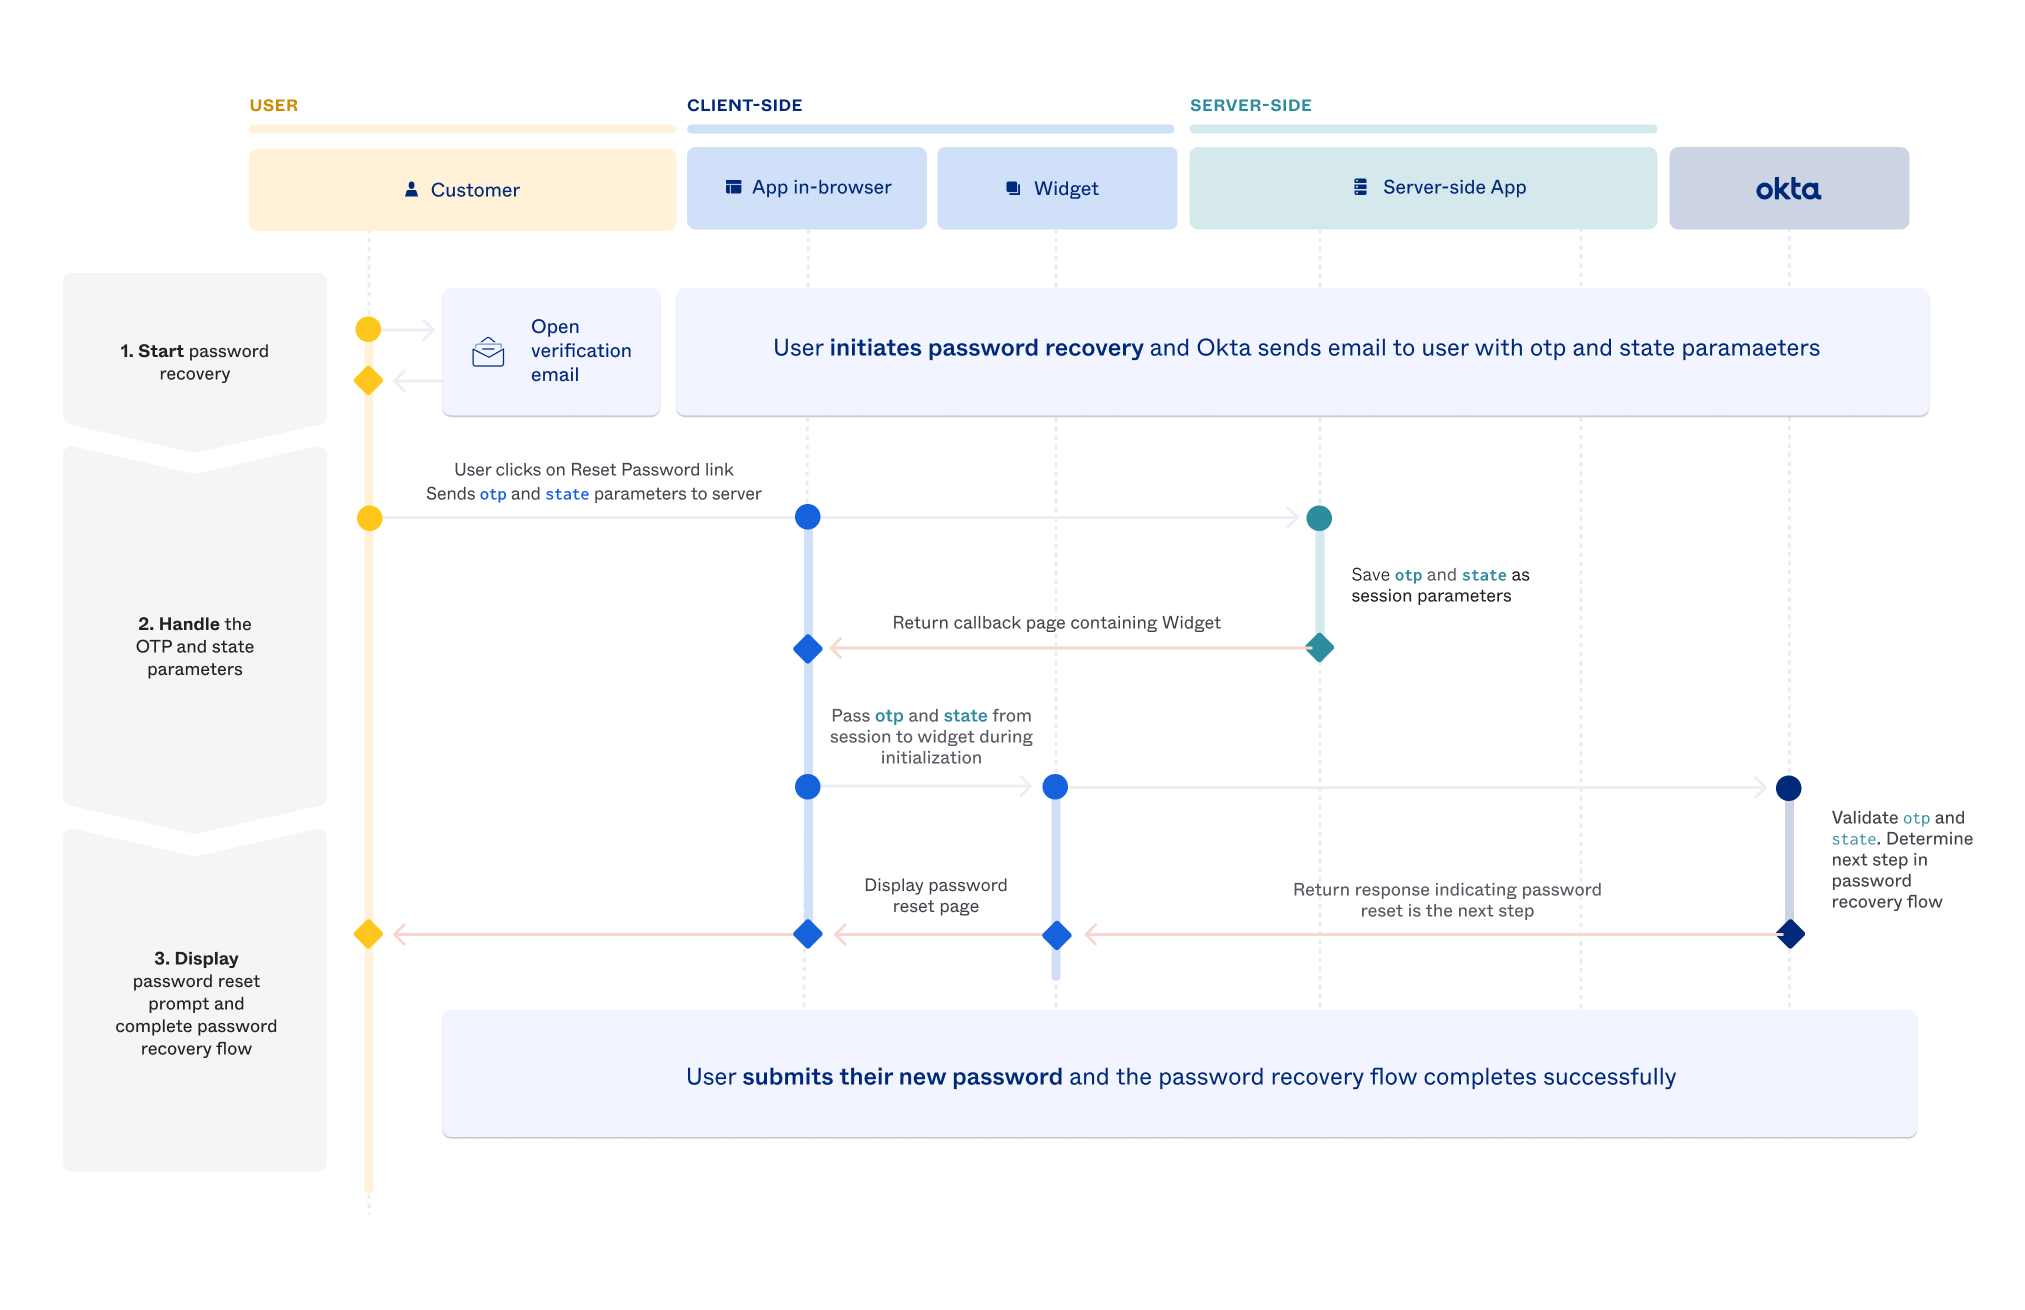 USER
CLIENT-SIDE
SERVER-SIDE
Customer
App in-browser
Widget
Server-side App
okta
1. Start password
recovery
Open
verification
email
User initiates password recovery and Okta sends email to user with otp and state paramaeters
User clicks on Reset Password link
Sends otp and state parameters to server
2. Handle the
OTP and state
parameters
Save otp and state as
session parameters
Return callback page containing Widget
Pass otp and state from
session to widget during
initialization
Validate otp and
state. Determine
next step in
password
recovery flow
Display password
reset page
Return response indicating password
reset is the next step
3. Display
password reset
prompt and
complete password
recovery flow
User submits their new password and the password recovery flow completes successfully